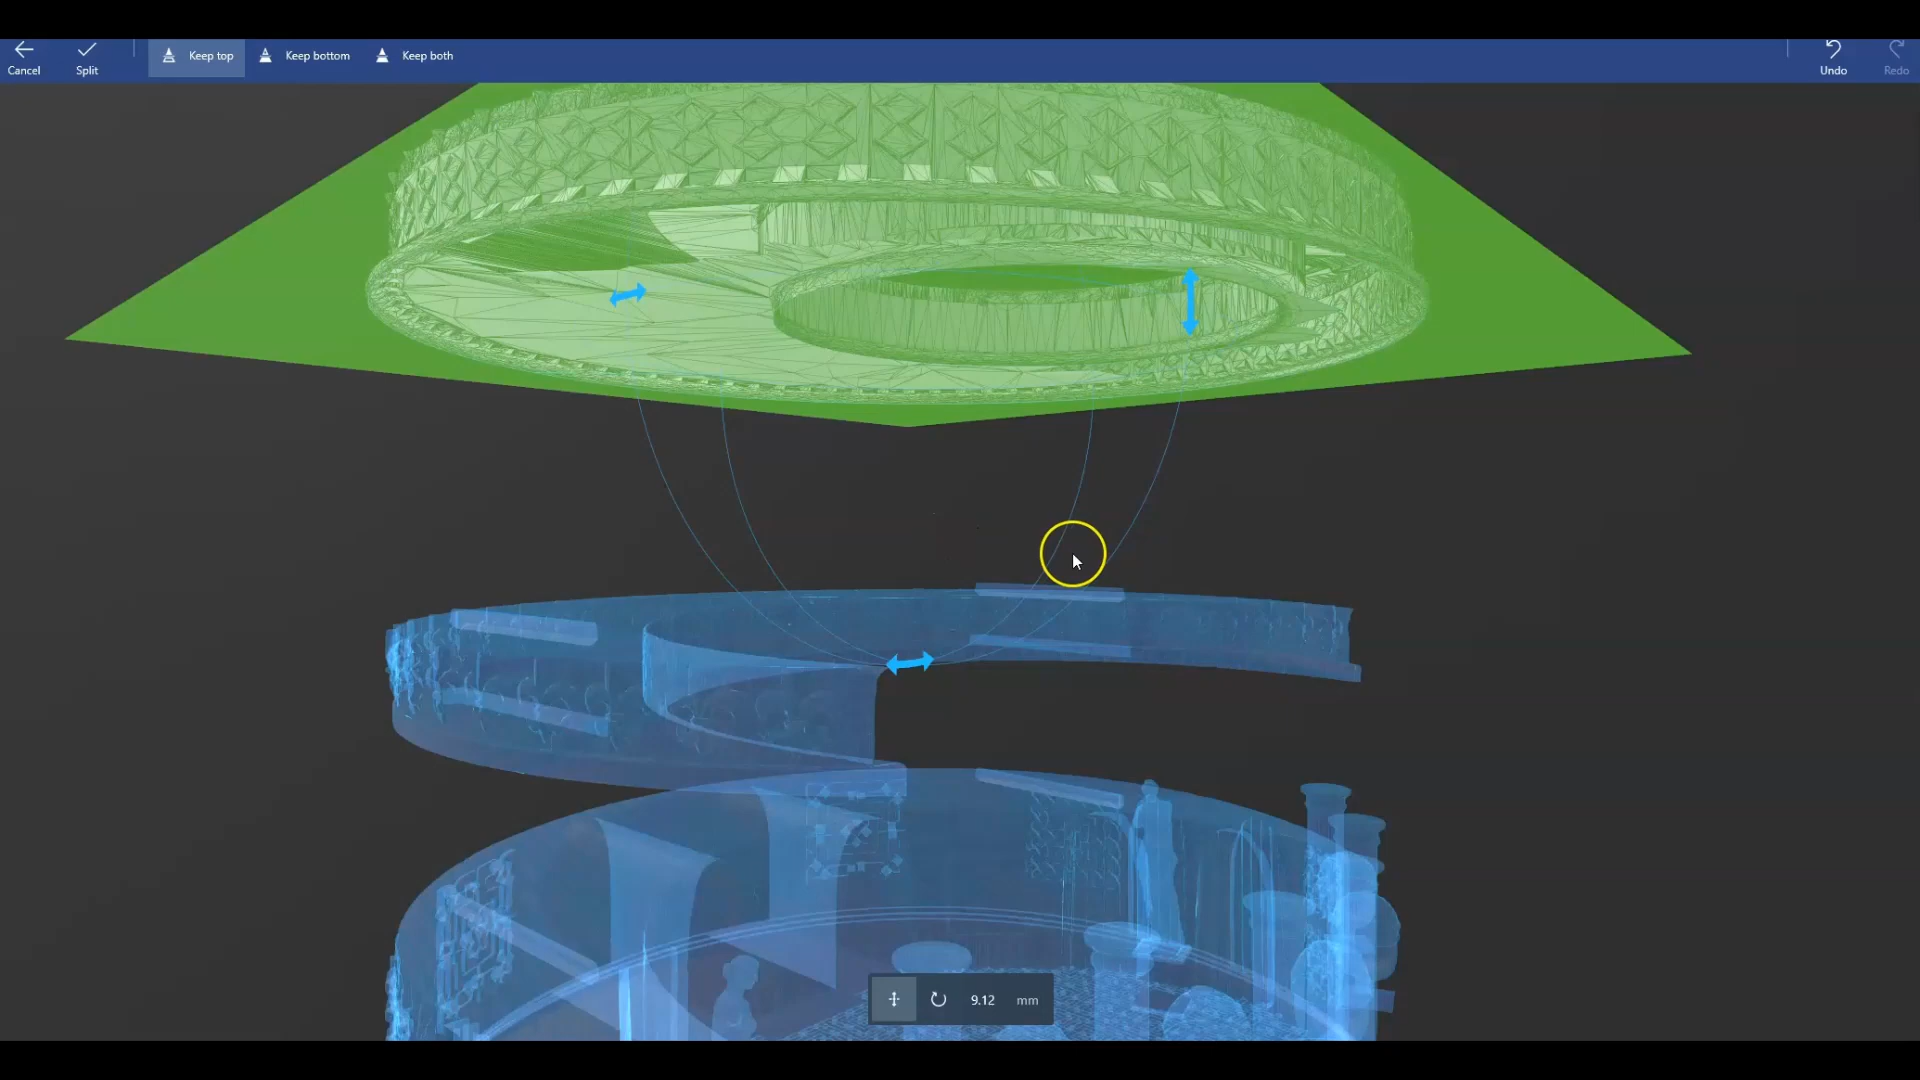 Cancel
Split
Keep top
Keep bottom
Keep both
Undo
Redo
9.12 mm